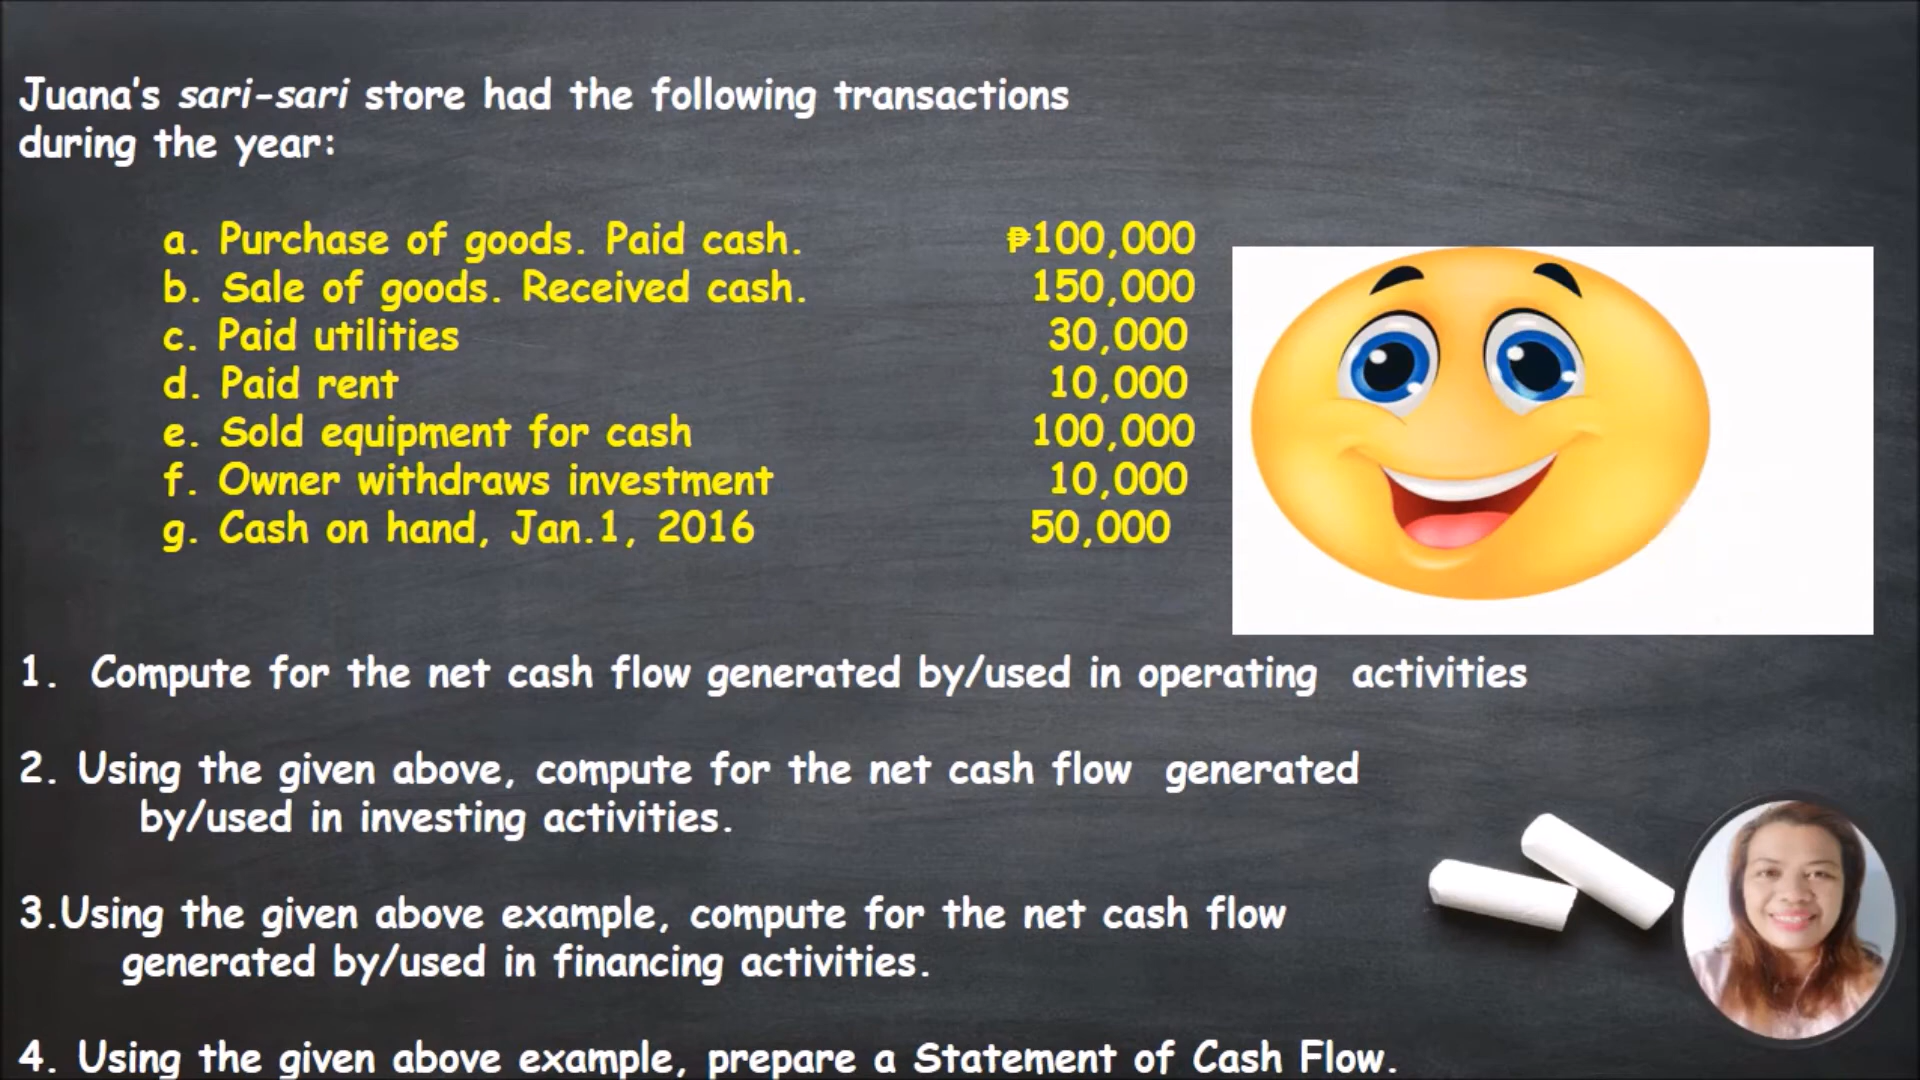 Juana's sari-sari store had the following transactions
during the year:
a. Purchase of goods. Paid cash. ₱100,000
b. Sale of goods. Received cash. 150,000
c. Paid utilities 30,000
d. Paid rent 10,000
e. Sold equipment for cash 100,000
f. Owner withdraws investment 10,000
g. Cash on hand, Jan.1, 2016 50,000
1. Compute for the net cash flow generated by/used in operating activities
2. Using the given above, compute for the net cash flow generated
by/used in investing activities.
3.Using the given above example, compute for the net cash flow
generated by/used in financing activities.
4. Using the given above example, prepare a Statement of Cash Flow.